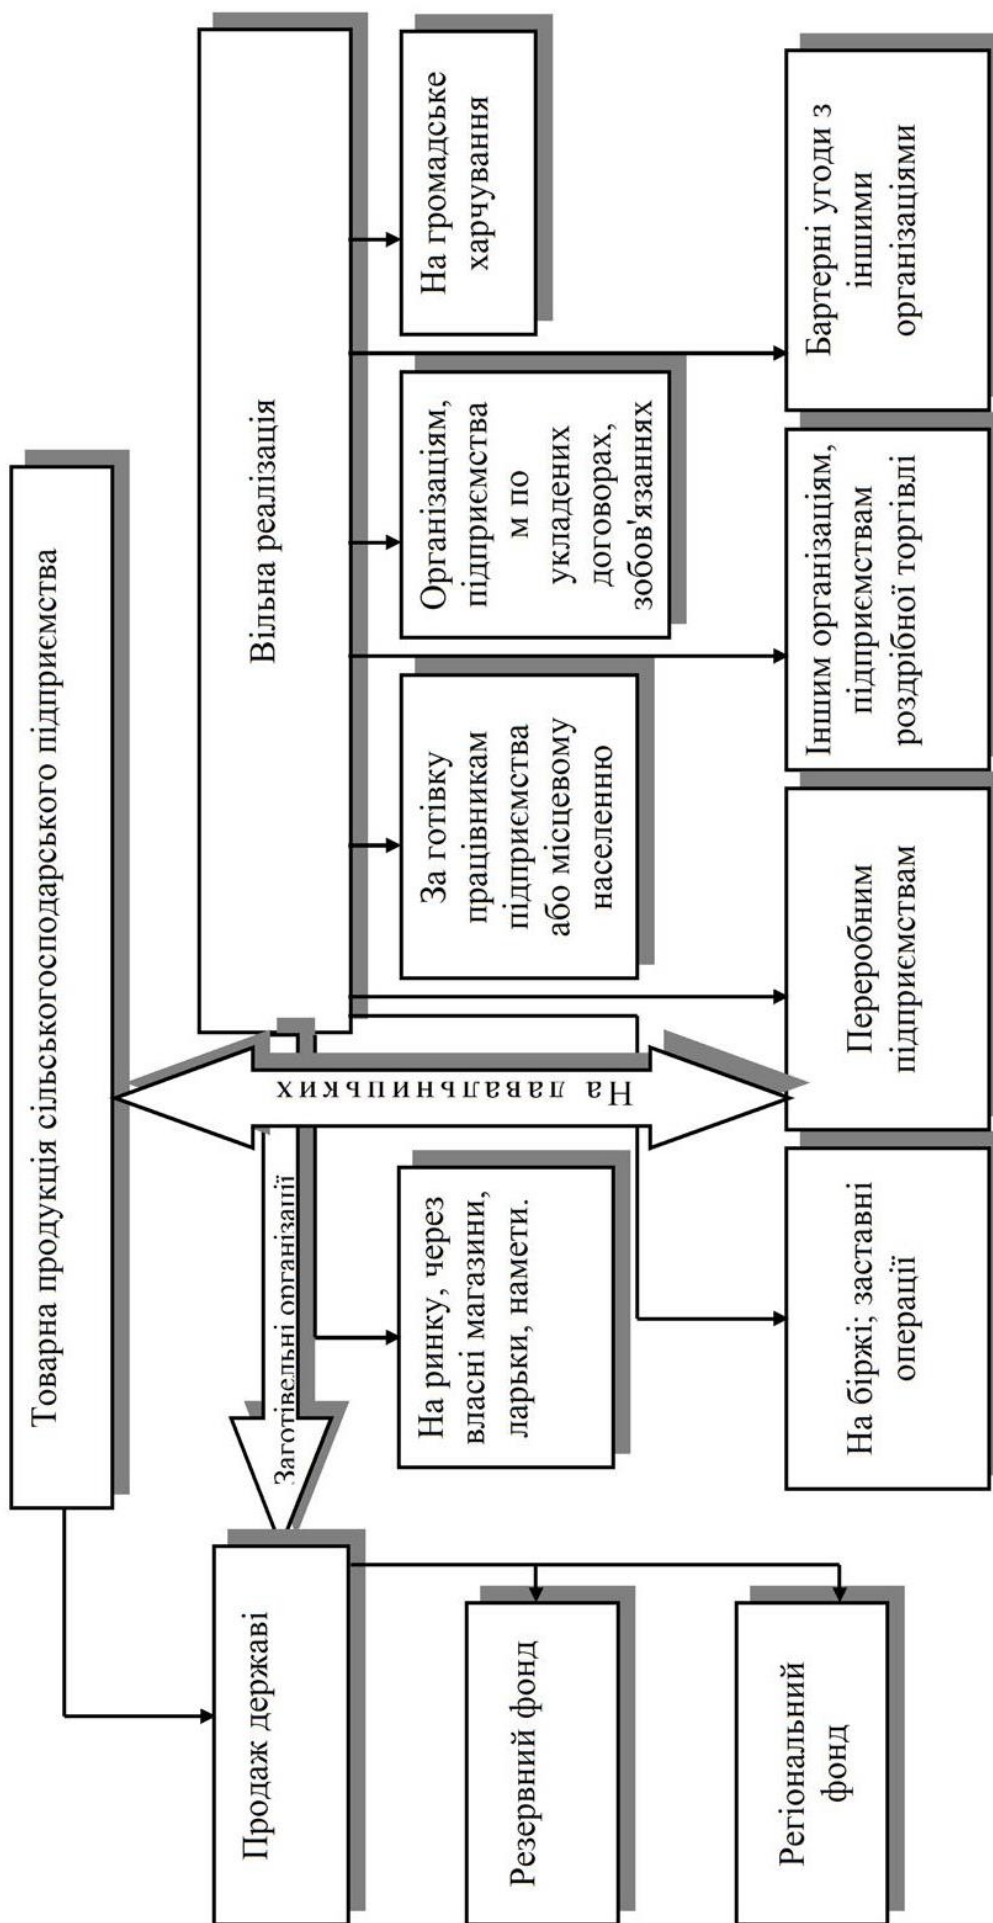 Товарна продукція сільськогосподарського підприємства
Продаж державі
Заготівельні організації
Вільна реалізація
На давальницьких
Резервний фонд
Регіональний
фонд
На ринку, через
власні магазини,
ларьки, намети.
За готівку
працівникам
підприємства
або місцевому
населенню
Організаціям,
підприємства
м по
укладених
договорах,
зобов'язаннях
На громадське
харчування
На біржі; заставні
операції
Переробним
підприємствам
Іншим організаціям,
підприємствам
роздрібної торгівлі
Бартерні угоди з
іншими
організаціями